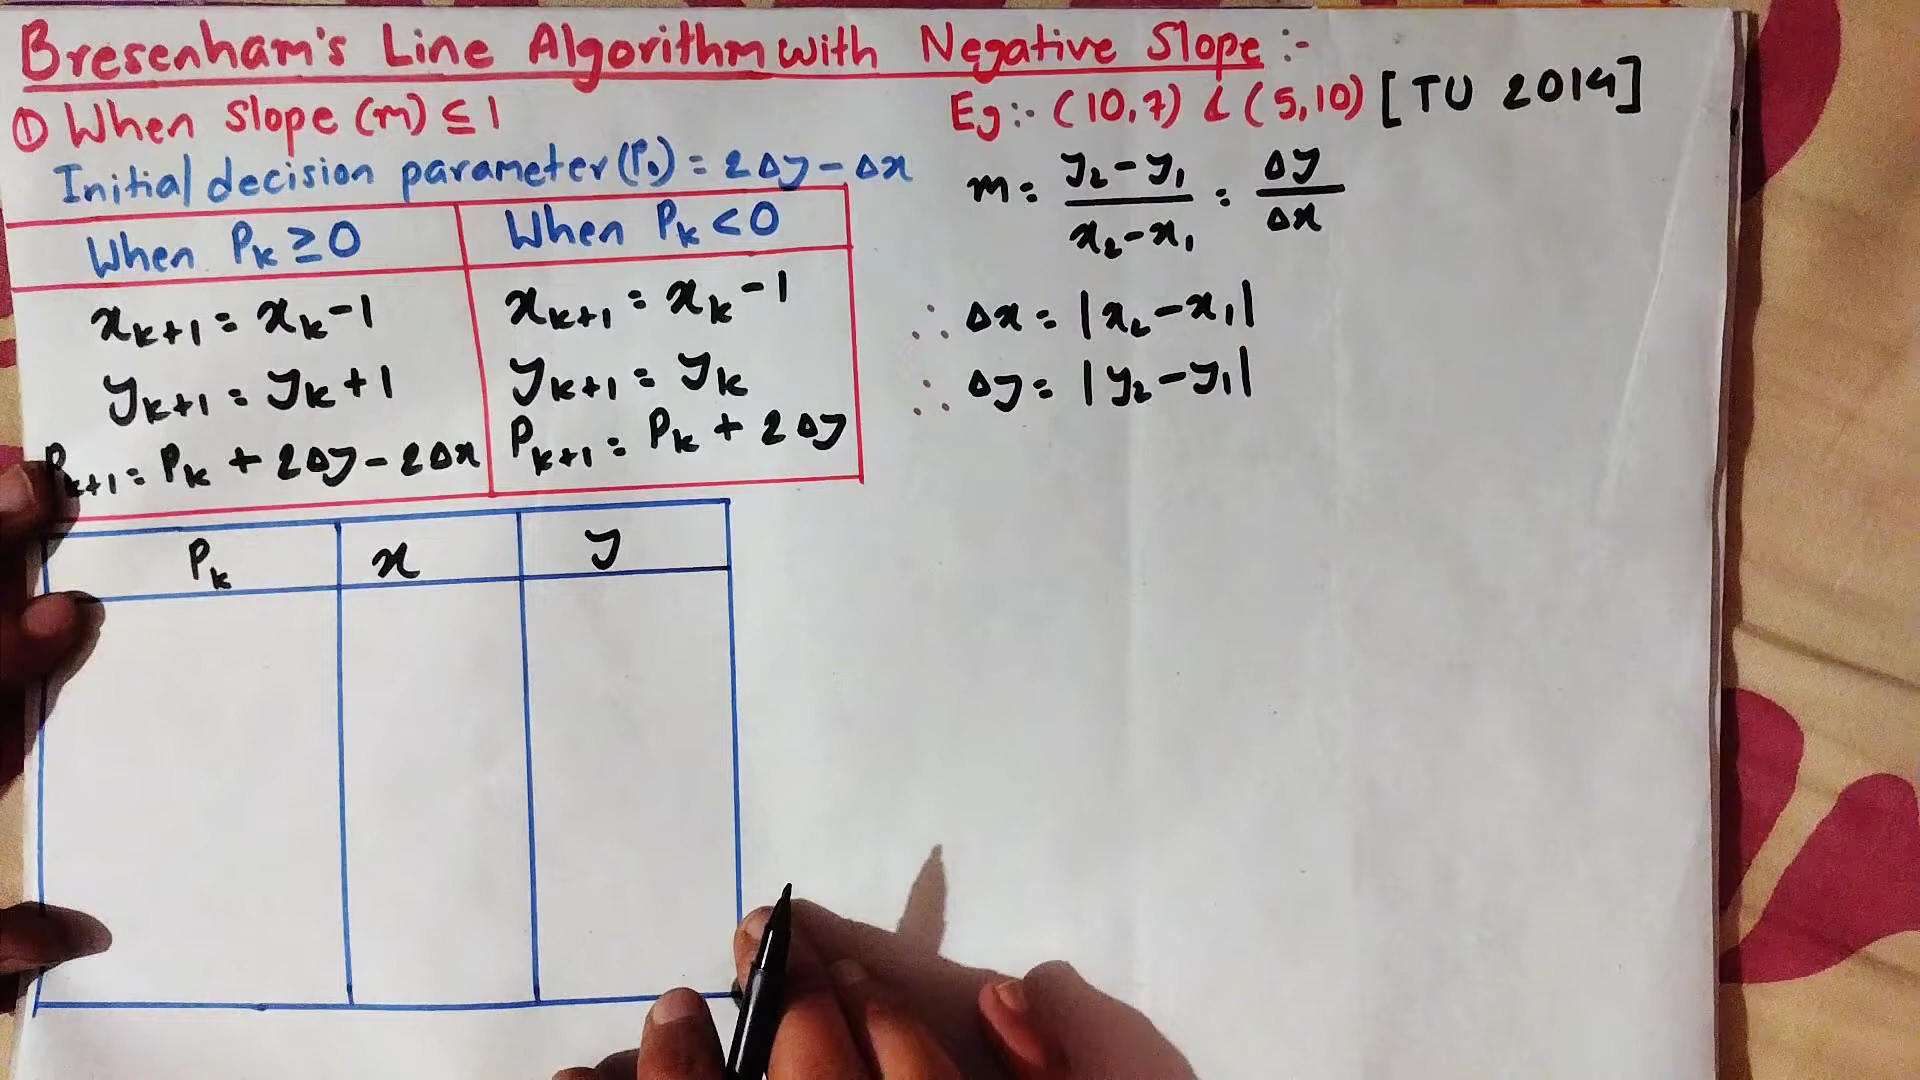 Bresenham's Line Algorithm with Negative Slope :-
① When slope (m) ≤ 1
Initial decision parameter (P₀) = 2Δy - Δx
When Pk ≥ 0
xk+1 = xk - 1
yk+1 = yk + 1
Pk+1 = Pk + 2Δy - 2Δx
When Pk < 0
xk+1 = xk - 1
yk+1 = yk
Pk+1 = Pk + 2Δy
Eg:- (10,7) & (5,10) [TU 2014]
m = y₂ - y₁ / x₂ - x₁ = Δy / Δx
∴ Δx = |x₂ - x₁|
∴ Δy = |y₂ - y₁|
Pk x y